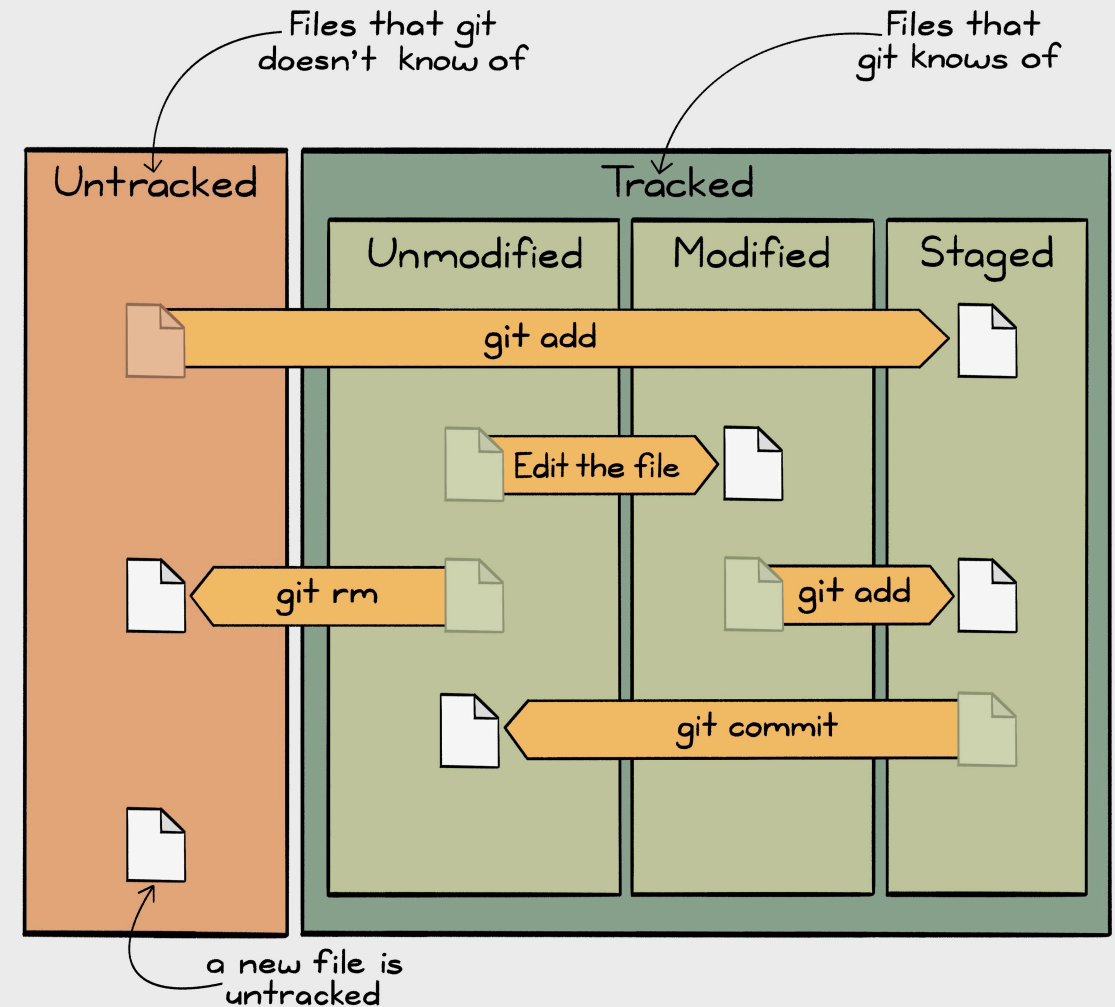 Files that git
doesn't know of
Files that
git knows of
Untracked
Tracked
Unmodified
Modified
Staged
git add
Edit the file
git rm
git add
git commit
a new file is
untracked